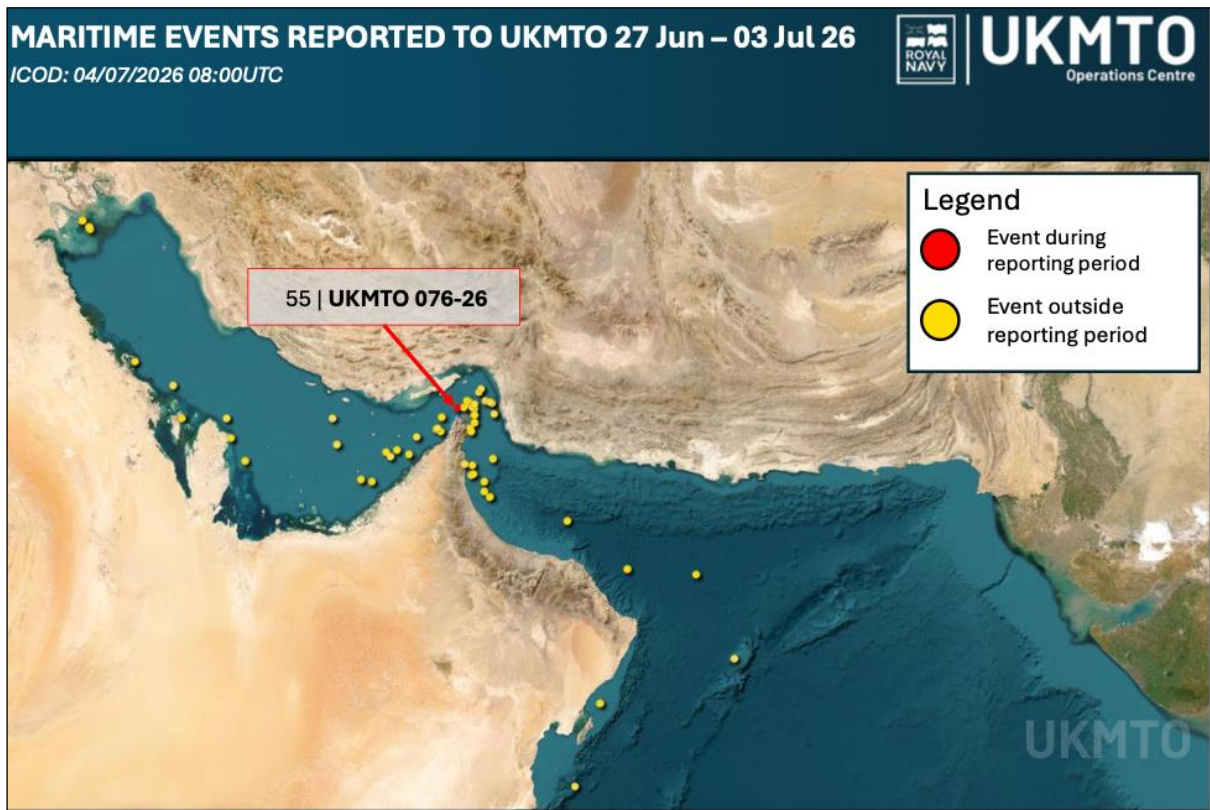 MARITIME EVENTS REPORTED TO UKMTO 27 Jun – 03 Jul 26
ICOD: 04/07/2026 08:00UTC
ROYAL
NAVY
UKMTO
Operations Centre
Legend
Event during
reporting period
Event outside
reporting period
55 | UKMTO 076-26
UKMTO